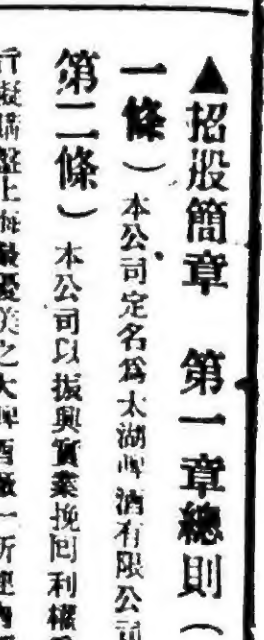 ▲招股簡章　第一章總則（
一條）本公司定名爲太湖啤酒有限公司
第二條）本公司以振興實業挽回利權
行擬購盤上海最優美之大啤酒廠一所連